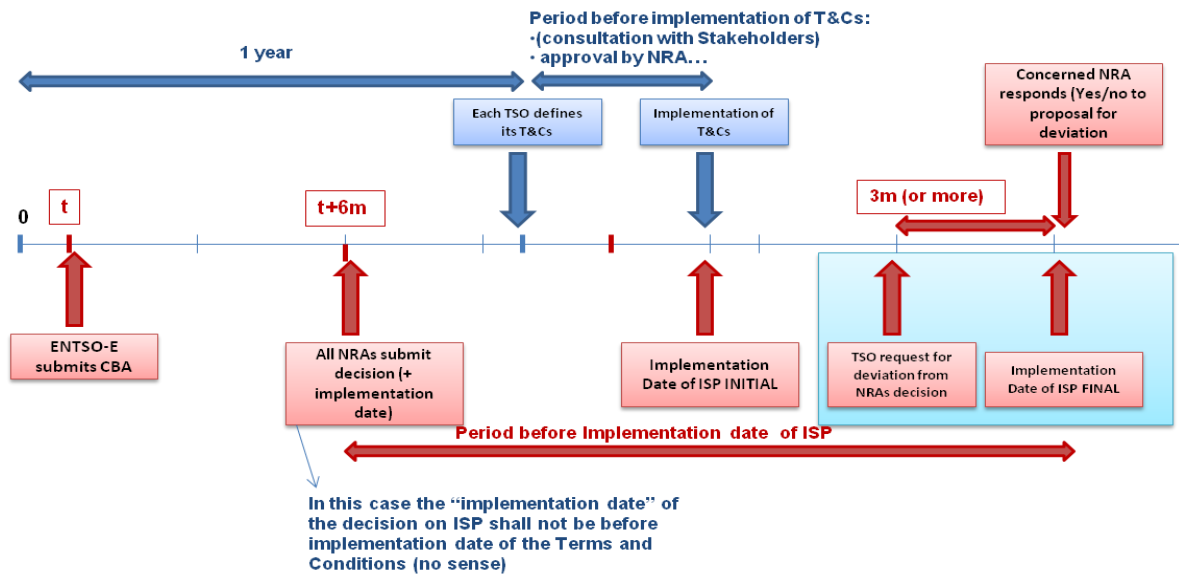 Period before implementation of T&Cs:
·(consultation with Stakeholders)
· approval by NRA…
1 year
Concerned NRA
responds (Yes/no to
proposal for
deviation
Each TSO defines
its T&Cs
Implementation of
T&Cs
3m (or more)
0
t
t+6m
ENTSO-E
submits CBA
All NRAs submit
decision (+
implementation
date)
Implementation
Date of ISP INITIAL
TSO request for
deviation from
NRAs decision
Implementation
Date of ISP FINAL
Period before Implementation date of ISP
In this case the “implementation date” of
the decision on ISP shall not be before
implementation date of the Terms and
Conditions (no sense)